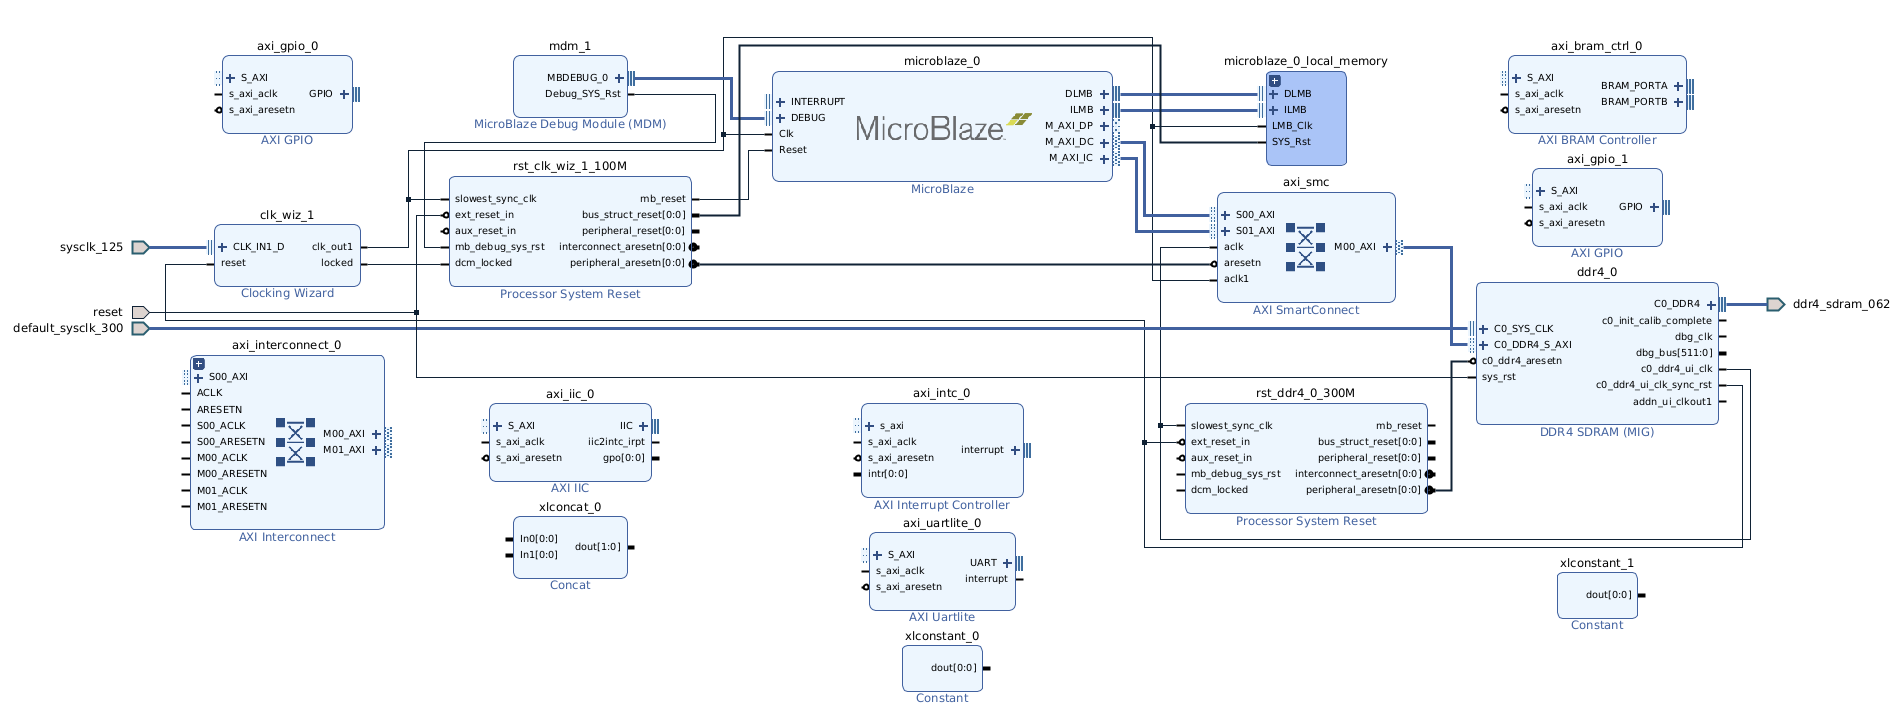 axi_gpio_0
S_AXI
s_axi_aclk
s_axi_aresetn
GPIO
AXI GPIO
mdm_1
MBDEBUG_0
Debug_SYS_Rst
MicroBlaze Debug Module (MDM)
microblaze_0
INTERRUPT
DEBUG
Clk
Reset
MicroBlaze
DLMB
ILMB
M_AXI_DP
M_AXI_DC
M_AXI_IC
MicroBlaze
microblaze_0_local_memory
DLMB
ILMB
LMB_Clk
SYS_Rst
axi_bram_ctrl_0
S_AXI
s_axi_aclk
s_axi_aresetn
BRAM_PORTA
BRAM_PORTB
AXI BRAM Controller
axi_gpio_1
S_AXI
s_axi_aclk
s_axi_aresetn
GPIO
AXI GPIO
rst_clk_wiz_1_100M
slowest_sync_clk
ext_reset_in
aux_reset_in
mb_debug_sys_rst
dcm_locked
mb_reset
bus_struct_reset[0:0]
peripheral_reset[0:0]
interconnect_aresetn[0:0]
peripheral_aresetn[0:0]
Processor System Reset
axi_smc
S00_AXI
S01_AXI
aclk
aresetn
aclk1
M00_AXI
AXI SmartConnect
clk_wiz_1
CLK_IN1_D
reset
clk_out1
locked
Clocking Wizard
sysclk_125
reset
default_sysclk_300
ddr4_0
C0_SYS_CLK
C0_DDR4_S_AXI
c0_ddr4_aresetn
sys_rst
C0_DDR4
c0_init_calib_complete
dbg_clk
dbg_bus[511:0]
c0_ddr4_ui_clk
c0_ddr4_ui_clk_sync_rst
addn_ui_clkout1
DDR4 SDRAM (MIG)
ddr4_sdram_062
axi_interconnect_0
S00_AXI
ACLK
ARESETN
S00_ACLK
S00_ARESETN
M00_ACLK
M00_ARESETN
M01_ACLK
M01_ARESETN
M00_AXI
M01_AXI
AXI Interconnect
axi_iic_0
S_AXI
s_axi_aclk
s_axi_aresetn
IIC
iic2intc_irpt
gpo[0:0]
AXI IIC
axi_intc_0
s_axi
s_axi_aclk
s_axi_aresetn
intr[0:0]
interrupt
AXI Interrupt Controller
rst_ddr4_0_300M
slowest_sync_clk
ext_reset_in
aux_reset_in
mb_debug_sys_rst
dcm_locked
mb_reset
bus_struct_reset[0:0]
peripheral_reset[0:0]
interconnect_aresetn[0:0]
peripheral_aresetn[0:0]
Processor System Reset
xlconcat_0
In0[0:0]
In1[0:0]
dout[1:0]
Concat
axi_uartlite_0
S_AXI
s_axi_aclk
s_axi_aresetn
UART
interrupt
AXI Uartlite
xlconstant_1
dout[0:0]
Constant
xlconstant_0
dout[0:0]
Constant